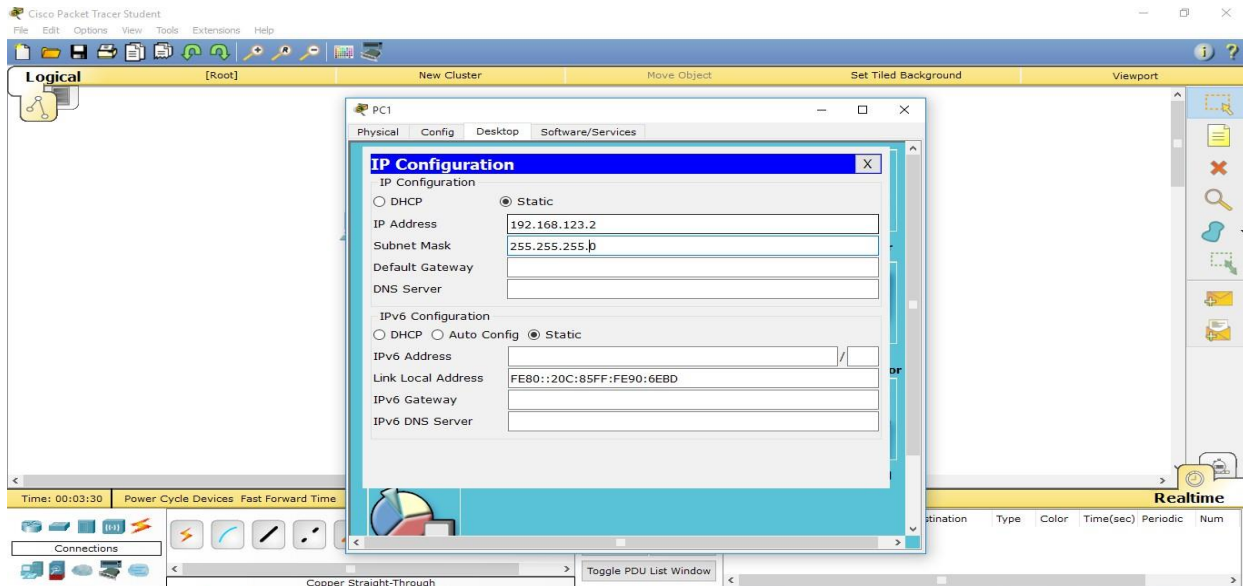 Cisco Packet Tracer Student
File Edit Options View Tools Extensions Help
Logical [Root] New Cluster Move Object Set Tiled Background Viewport
PC1
Physical Config Desktop Software/Services
IP Configuration X
IP Configuration
DHCP Static
IP Address 192.168.123.2
Subnet Mask 255.255.255.0
Default Gateway
DNS Server
IPv6 Configuration
DHCP Auto Config Static
IPv6 Address /
Link Local Address FE80::20C:85FF:FE90:6EBD
IPv6 Gateway
IPv6 DNS Server
Time: 00:03:30 Power Cycle Devices Fast Forward Time Realtime
Type Color Time(sec) Periodic Num
Connections
Toggle PDU List Window
Copper Straight-Through